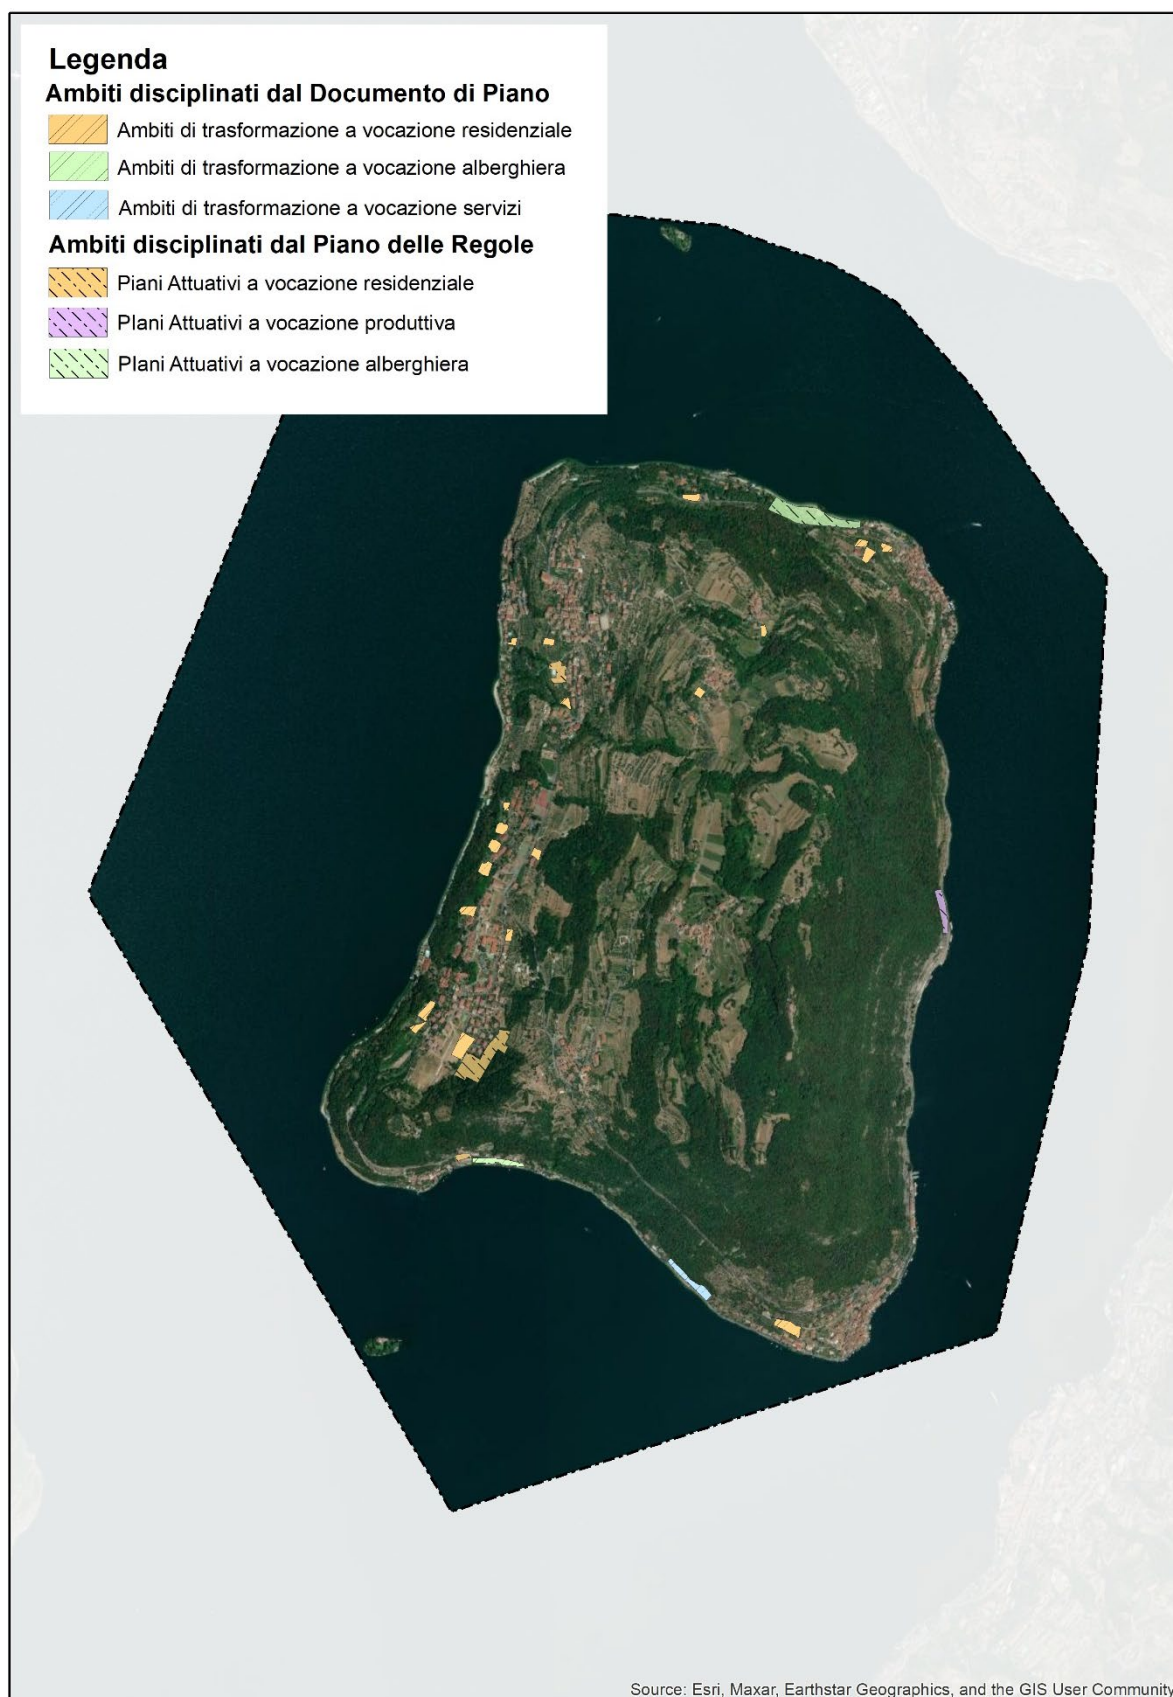 Legenda
Ambiti disciplinati dal Documento di Piano
Ambiti di trasformazione a vocazione residenziale
Ambiti di trasformazione a vocazione alberghiera
Ambiti di trasformazione a vocazione servizi
Ambiti disciplinati dal Piano delle Regole
Piani Attuativi a vocazione residenziale
PIani Attuativi a vocazione produttiva
PIani Attuativi a vocazione alberghiera
Source: Esri, Maxar, Earthstar Geographics, and the GIS User Community